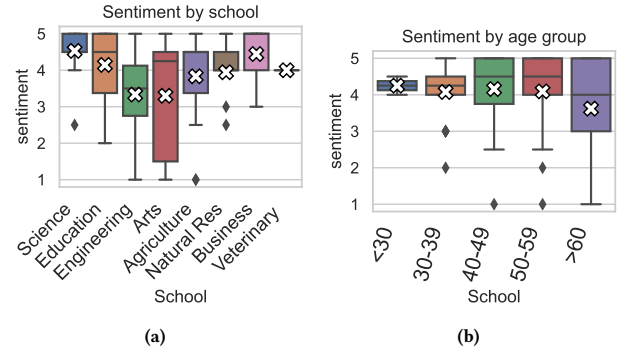 Sentiment by school
5
4
3
2
1
sentiment
Science
Education
Engineering
Arts
Agriculture
Natural Res
Business
Veterinary
School
(a)
Sentiment by age group
5
4
3
2
1
sentiment
<30
30-39
40-49
50-59
>60
School
(b)